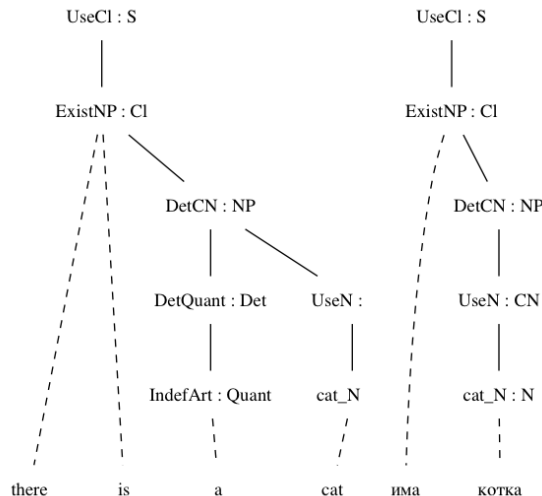 UseCl : S UseCl : S
ExistNP : Cl ExistNP : Cl
DetCN : NP DetCN : NP
DetQuant : Det UseN : UseN : CN
IndefArt : Quant cat_N cat_N : N
there is a cat има котка